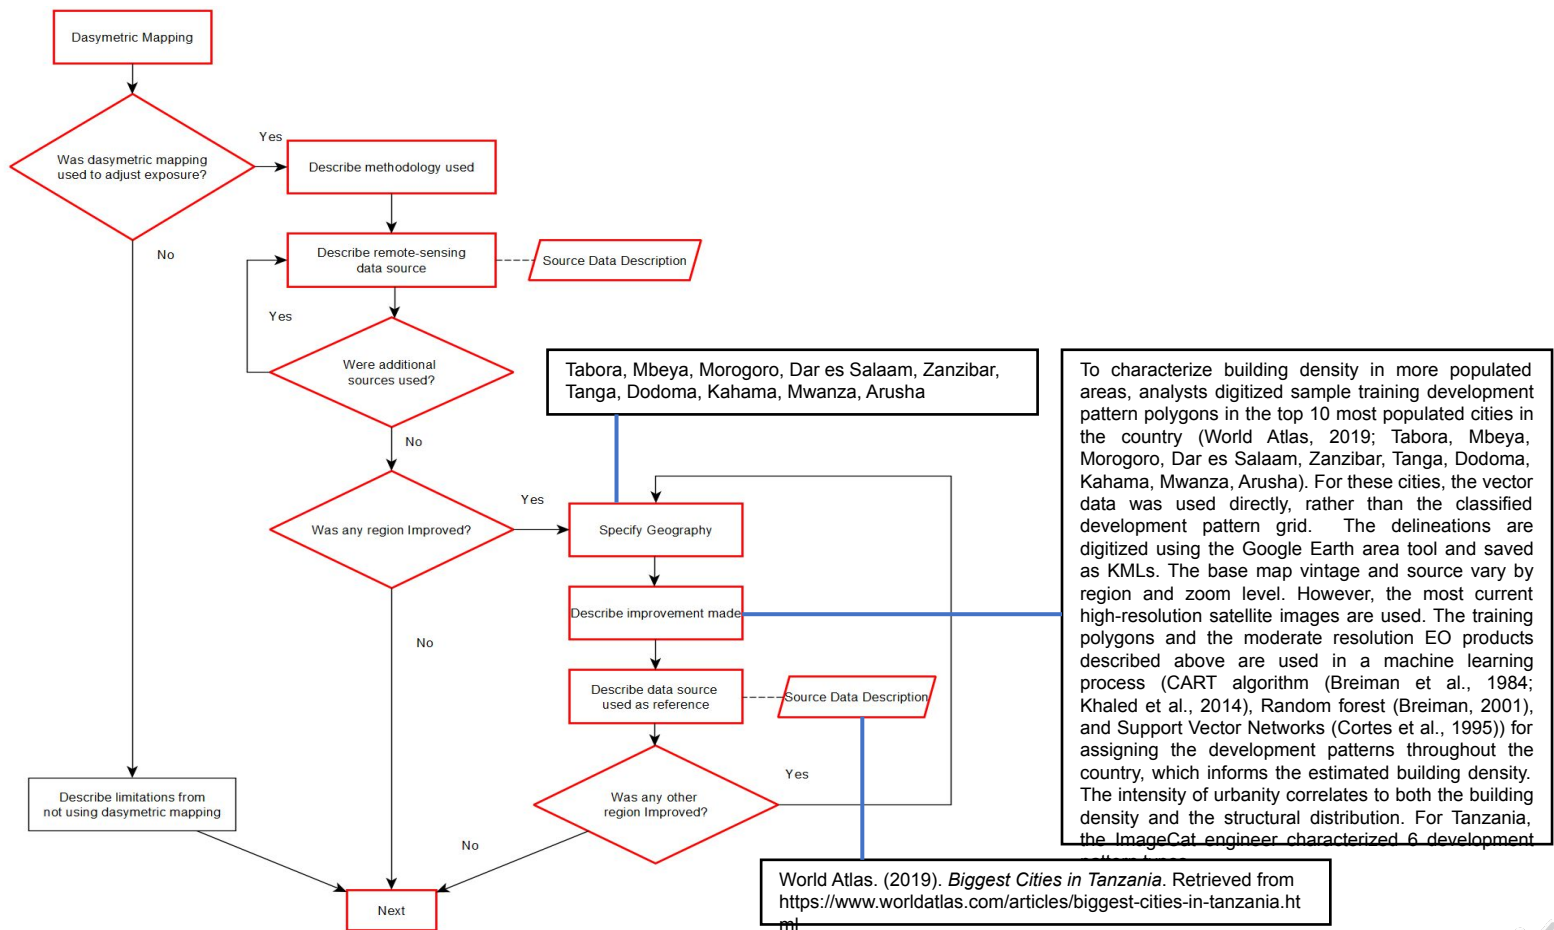 Dasymetric Mapping
Was dasymetric mapping
used to adjust exposure?
Yes
Describe methodology used
No
Describe remote-sensing
data source
Source Data Description
Yes
Were additional
sources used?
No
Tabora, Mbeya, Morogoro, Dar es Salaam, Zanzibar,
Tanga, Dodoma, Kahama, Mwanza, Arusha
Was any region Improved?
Yes
Specify Geography
No
Describe improvement made
Describe data source
used as reference
Source Data Description
Was any other
region Improved?
Yes
No
Describe limitations from
not using dasymetric mapping
Next
To characterize building density in more populated
areas, analysts digitized sample training development
pattern polygons in the top 10 most populated cities in
the country (World Atlas, 2019; Tabora, Mbeya,
Morogoro, Dar es Salaam, Zanzibar, Tanga, Dodoma,
Kahama, Mwanza, Arusha). For these cities, the vector
data was used directly, rather than the classified
development pattern grid. The delineations are
digitized using the Google Earth area tool and saved
as KMLs. The base map vintage and source vary by
region and zoom level. However, the most current
high-resolution satellite images are used. The training
polygons and the moderate resolution EO products
described above are used in a machine learning
process (CART algorithm (Breiman et al., 1984;
Khaled et al., 2014), Random forest (Breiman, 2001),
and Support Vector Networks (Cortes et al., 1995)) for
assigning the development patterns throughout the
country, which informs the estimated building density.
The intensity of urbanity correlates to both the building
density and the structural distribution. For Tanzania,
the ImageCat engineer characterized 6 development
pattern types
World Atlas. (2019). Biggest Cities in Tanzania. Retrieved from
https://www.worldatlas.com/articles/biggest-cities-in-tanzania.ht
ml